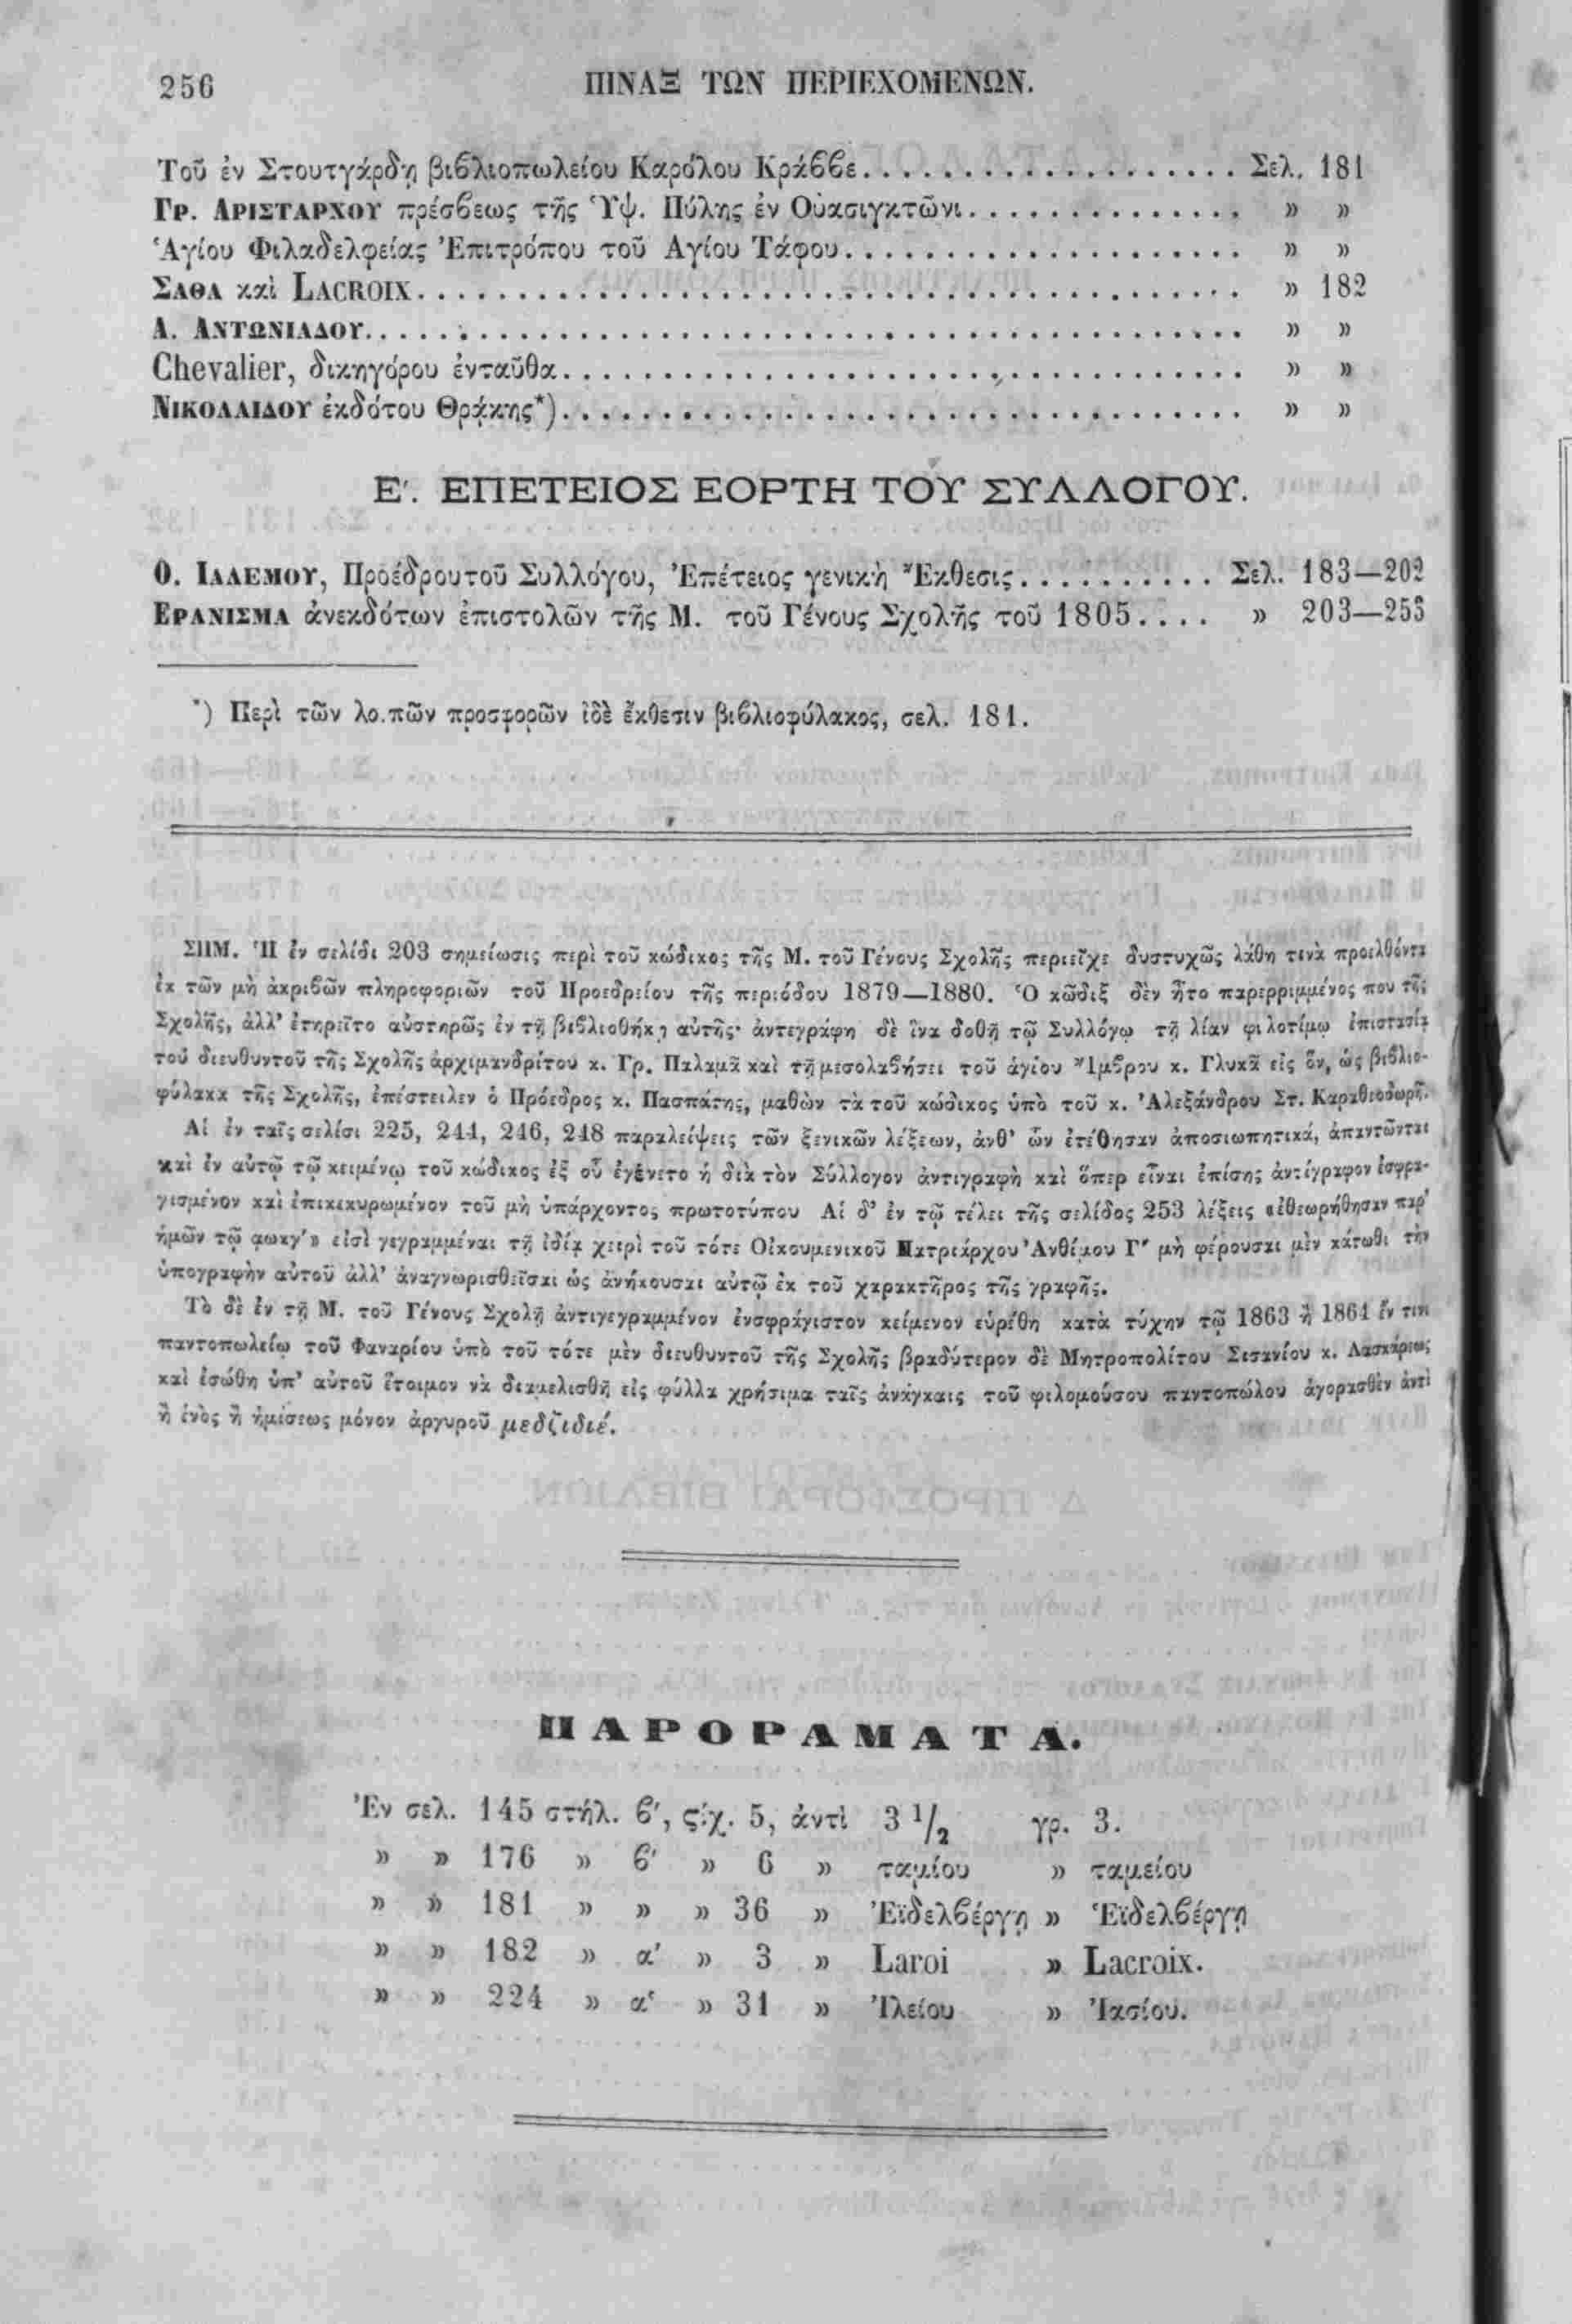 256 ΠΙΝΑΞ ΤΩΝ ΠΕΡΙΕΧΟΜΕΝΩΝ.
Τοῦ ἐν Στουτγάρδῃ βιϐλιοπωλείου Καρόλου Κράϐϐε................... Σελ. 181
ΓΡ. ΑΡΙΣΤΑΡΧΟΥ πρέσϐεως τῆς Ὑψ. Πύλης ἐν Οὐασιγκτῶνι.............. » »
Ἁγίου Φιλαδελφείας Ἐπιτρόπου τοῦ Αγίου Τάφου.................... » »
ΣΑΘΑ καὶ LACROIX......................................... » 182
Α. ΑΝΤΩΝΙΑΔΟΥ............................................ » »
Chevalier, δικηγόρου ἐνταῦθα.................................. » »
ΝΙΚΟΛΑΙΔΟΥ ἐκδότου Θρᾴκης*).................................. » »
Ε΄. ΕΠΕΤΕΙΟΣ ΕΟΡΤΗ ΤΟΥ ΣΥΛΛΟΓΟΥ.
Ο. ΙΑΛΕΜΟΥ, Προέδρουτοῦ Συλλόγου, Ἐπέτειος γενικὴ Ἔκθεσις.......... Σελ. 183—202
ΕΡΑΝΙΣΜΑ ἀνεκδότων ἐπιστολῶν τῆς Μ. τοῦ Γένους Σχολῆς τοῦ 1805.... » 203—253
*) Περὶ τῶν λο.πῶν προσφορῶν ἰδὲ ἔκθεσιν βιϐλιοφύλακος, σελ. 181.
ΣΗΜ. Ἡ ἐν σελίδι 203 σημείωσις περὶ τοῦ κώδικος τῆς Μ. τοῦ Γένους Σχολῆς περιεῖχε δυστυχῶς λάθη τινὰ προελθόντα
ἐκ τῶν μὴ ἀκριϐῶν πληροφοριῶν τοῦ Προεδρείου τῆς περιόδου 1879—1880. Ὁ κῶδιξ δὲν ἦτο παρερριμμένος που τῆς
Σχολῆς, ἀλλ' ἐτηρεῖτο αὐστηρῶς ἐν τῇ βιϐλιοθήκῃ αὐτῆς· ἀντεγράφη δὲ ἵνα δοθῇ τῷ Συλλόγῳ τῇ λίαν φιλοτίμῳ ἐπιστασίᾳ
τοῦ διευθυντοῦ τῆς Σχολῆς ἀρχιμανδρίτου κ. Γρ. Παλαμᾶ καὶ τῇ μεσολαϐήσει τοῦ ἁγίου Ἴμϐρου κ. Γλυκᾶ εἰς ὃν, ὡς βιϐλιο-
φύλακα τῆς Σχολῆς, ἐπέστειλεν ὁ Πρόεδρος κ. Πασπάτης, μαθὼν τὰ τοῦ κώδικος ὑπὸ τοῦ κ. Ἀλεξάνδρου Στ. Καραθεοδωρῆ.
Αἱ ἐν ταῖς σελίσι 225, 244, 246, 248 παραλείψεις τῶν ξενικῶν λέξεων, ἀνθ' ὧν ἐτέθησαν ἀποσιωπητικά, ἀπαντῶνται
καὶ ἐν αὐτῷ τῷ κειμένῳ τοῦ κώδικος ἐξ οὗ ἐγένετο ἡ διὰ τὸν Σύλλογον ἀντιγραφὴ καὶ ὅπερ εἶναι ἐπίσης ἀντίγραφον ἐσφρα-
γισμένον καὶ ἐπικεκυρωμένον τοῦ μὴ ὑπάρχοντος πρωτοτύπου Αἱ δ' ἐν τῷ τέλει τῆς σελίδος 253 λέξεις «ἐθεωρήθησαν παρ'
ἡμῶν τῷ αωκγ'» εἰσὶ γεγραμμέναι τῇ ἰδίᾳ χειρὶ τοῦ τότε Οἰκουμενικοῦ Πατριάρχου Ἀνθίμου Γ' μὴ φέρουσαι μὲν κάτωθι τὴν
ὑπογραφὴν αὐτοῦ ἀλλ' ἀναγνωρισθεῖσαι ὡς ἀνήκουσαι αὐτῷ ἐκ τοῦ χαρακτῆρος τῆς γραφῆς.
Τὸ δὲ ἐν τῇ Μ. τοῦ Γένους Σχολῇ ἀντιγεγραμμένον ἐνσφράγιστον κείμενον εὑρέθη κατὰ τύχην τῷ 1863 ἢ 1864 ἔν τινι
παντοπωλείῳ τοῦ Φαναρίου ὑπὸ τοῦ τότε μὲν διευθυντοῦ τῆς Σχολῆς βραδύτερον δὲ Μητροπολίτου Σισανίου κ. Λασκάρεως
καὶ ἐσώθη ὑπ' αὐτοῦ ἕτοιμον νὰ διαμελισθῇ εἰς φύλλα χρήσιμα ταῖς ἀνάγκαις τοῦ φιλομούσου παντοπώλου ἀγορασθὲν ἀντὶ
ἢ ἑνὸς ἢ ἡμίσεως μόνον ἀργυροῦ μεδζιδιέ.
ΠΑΡΟΡΑΜΑΤΑ.
Ἐν σελ. 145 στήλ. ϐ', ςίχ. 5, ἀντὶ 3 1/2 γρ. 3.
» » 176 » ϐ' » 6 » ταμίου » ταμείου
» » 181 » » » 36 » Ἐϊδελϐέργῃ » Ἑϊδελϐέργῃ
» » 182 » α' » 3 » Laroi » Lacroix.
» » 224 » α' » 31 » Ἰλείου » Ἰασίου.